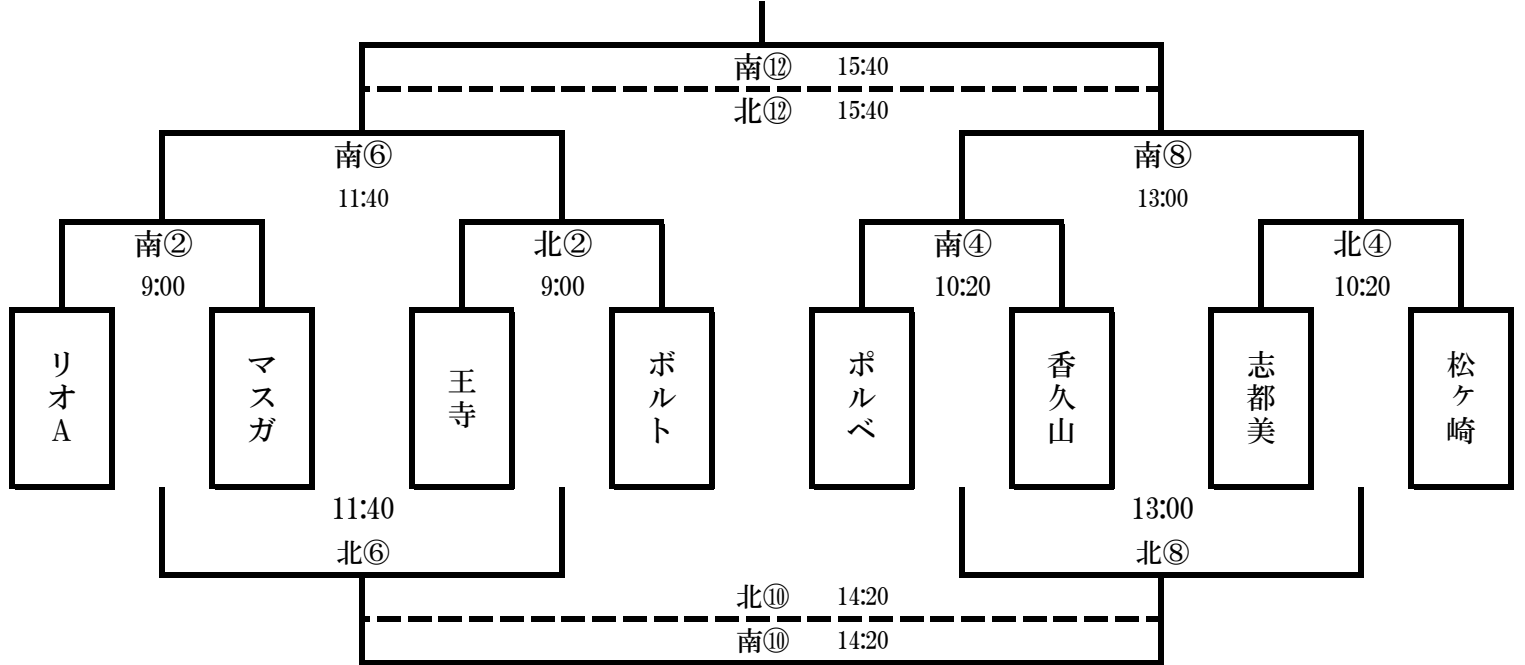 南⑫ 15:40
北⑫ 15:40
南⑥ 南⑧
11:40 13:00
南② 北② 南④ 北④
9:00 9:00 10:20 10:20
リオA
マスガ
王寺
ボルト
ポルベ
香久山
志都美
松ヶ崎
11:40 13:00
北⑥ 北⑧
北⑩ 14:20
南⑩ 14:20